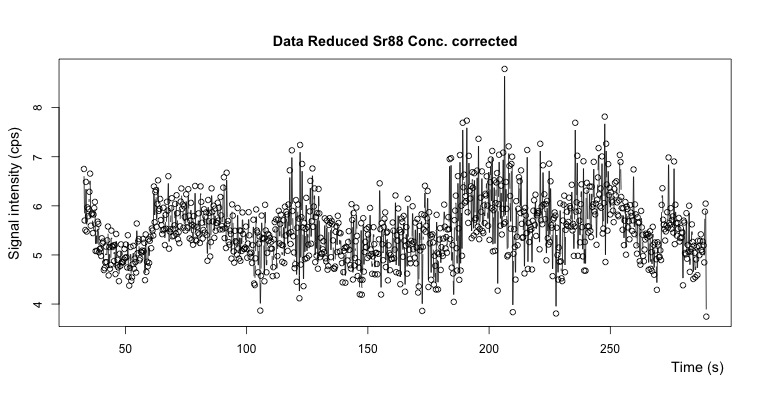 Data Reduced Sr88 Conc. corrected
Signal intensity (cps)
8
7
6
5
4
50 100 150 200 250
Time (s)